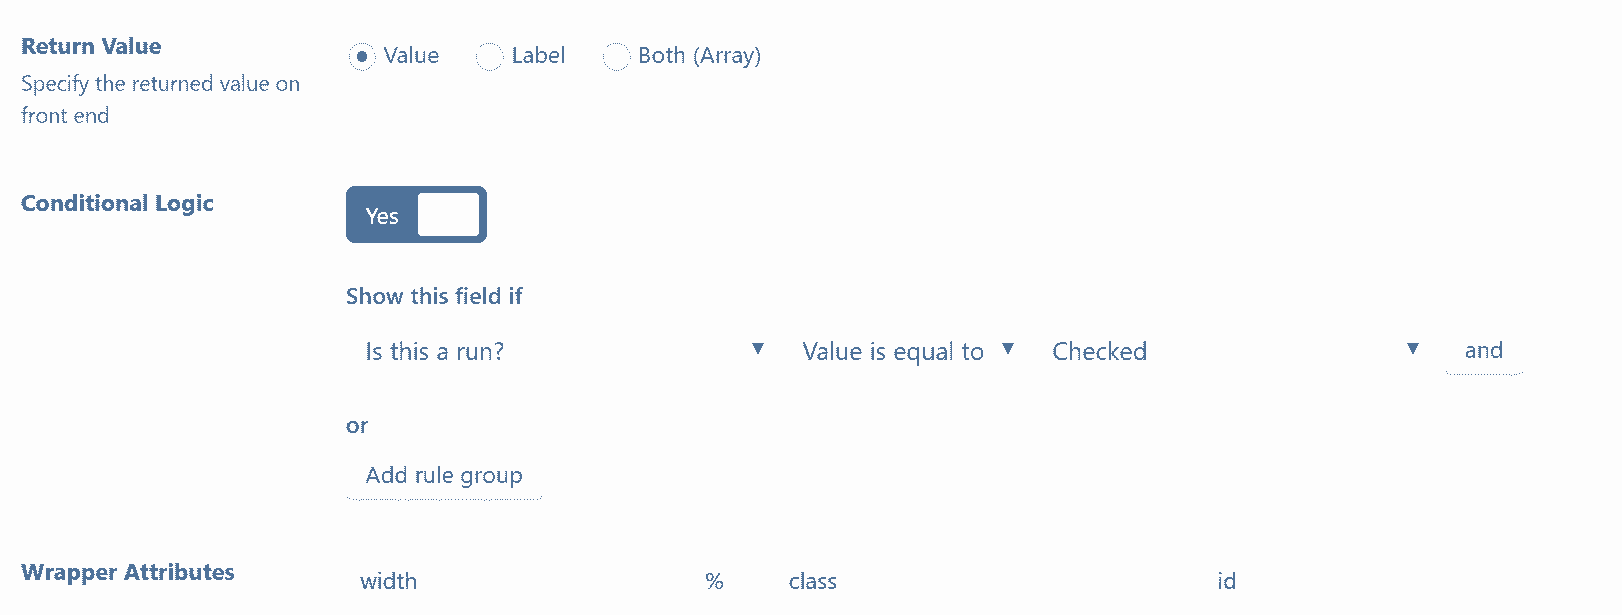 Return Value
Value Label Both (Array)
Specify the returned value on
front end
Conditional Logic
Yes
Show this field if
Is this a run? ▼ Value is equal to ▼ Checked ▼ and
or
Add rule group
Wrapper Attributes
width % class id